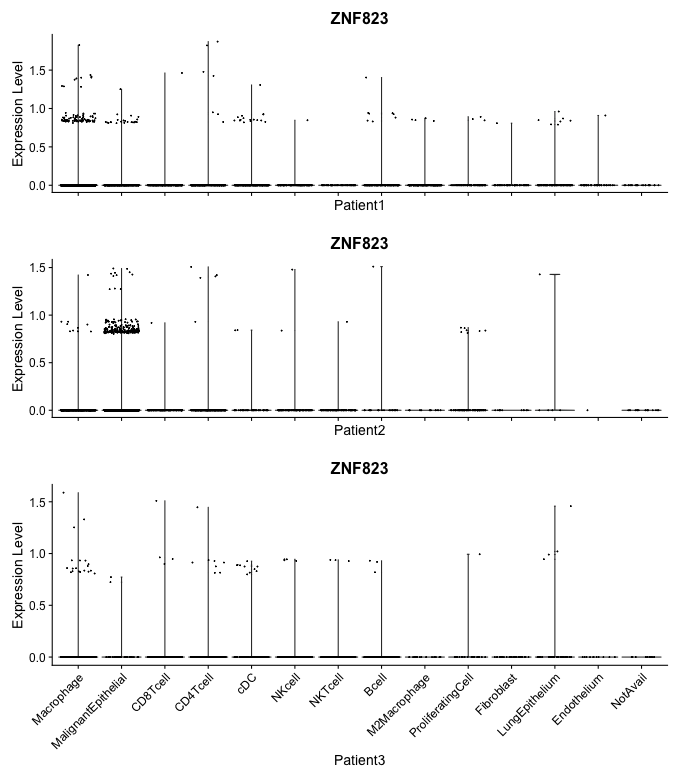 ZNF823
Expression Level
1.5
1.0
0.5
0.0
Patient1
ZNF823
Expression Level
1.5
1.0
0.5
0.0
Patient2
ZNF823
Expression Level
1.5
1.0
0.5
0.0
Macrophage
MalignantEpithelial
CD8Tcell
CD4Tcell
cDC
NKcell
NKTcell
Bcell
M2Macrophage
ProliferatingCell
Fibroblast
LungEpithelium
Endothelium
NotAvail
Patient3